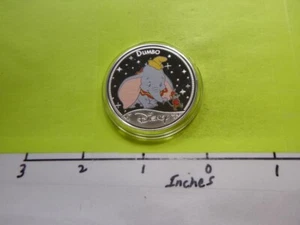 DUMBO
Disney
3 2 1 0 1
Inches